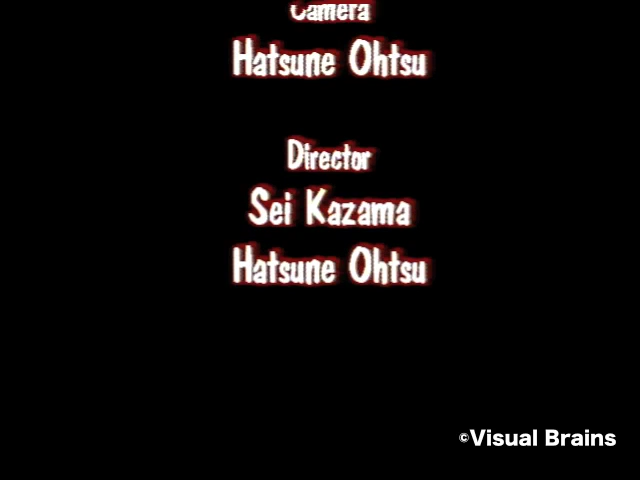 Camera
Hatsune Ohtsu
Director
Sei Kazama
Hatsune Ohtsu
©Visual Brains